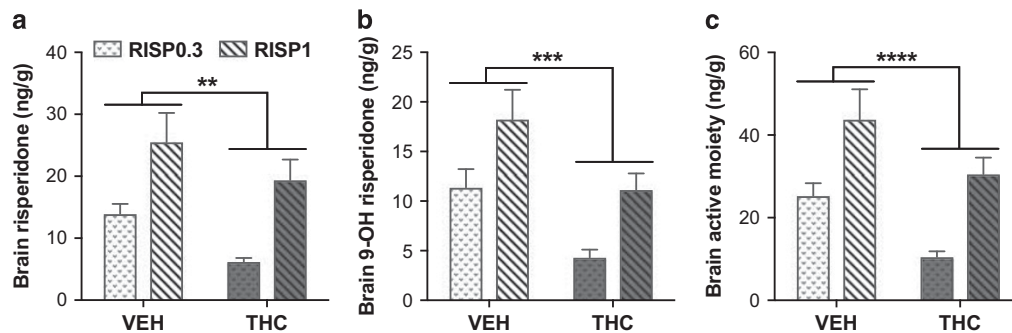 a
Brain risperidone (ng/g)
40
30
20
10
0
RISP0.3
RISP1
**
VEH
THC
b
Brain 9-OH risperidone (ng/g)
25
20
15
10
5
0
***
VEH
THC
c
Brain active moiety (ng/g)
60
40
20
0
****
VEH
THC